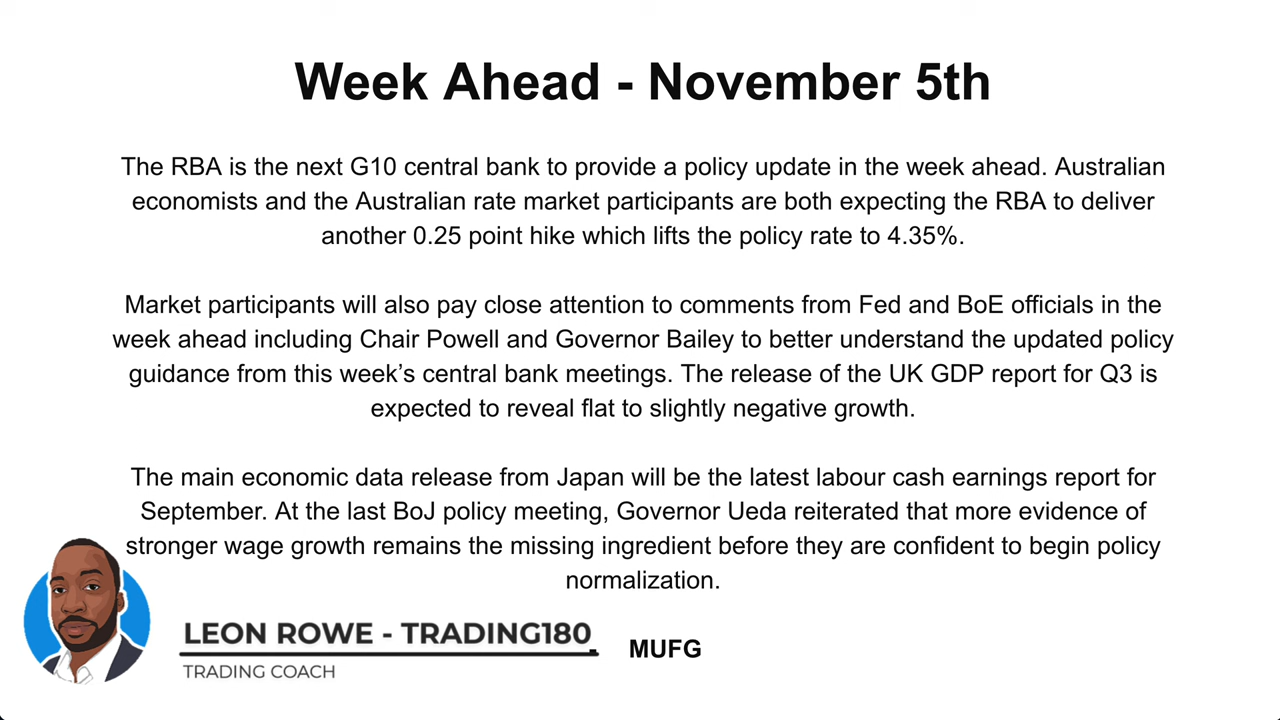 Week Ahead - November 5th
The RBA is the next G10 central bank to provide a policy update in the week ahead. Australian
economists and the Australian rate market participants are both expecting the RBA to deliver
another 0.25 point hike which lifts the policy rate to 4.35%.
Market participants will also pay close attention to comments from Fed and BoE officials in the
week ahead including Chair Powell and Governor Bailey to better understand the updated policy
guidance from this week’s central bank meetings. The release of the UK GDP report for Q3 is
expected to reveal flat to slightly negative growth.
The main economic data release from Japan will be the latest labour cash earnings report for
September. At the last BoJ policy meeting, Governor Ueda reiterated that more evidence of
stronger wage growth remains the missing ingredient before they are confident to begin policy
normalization.
LEON ROWE - TRADING180
MUFG
TRADING COACH